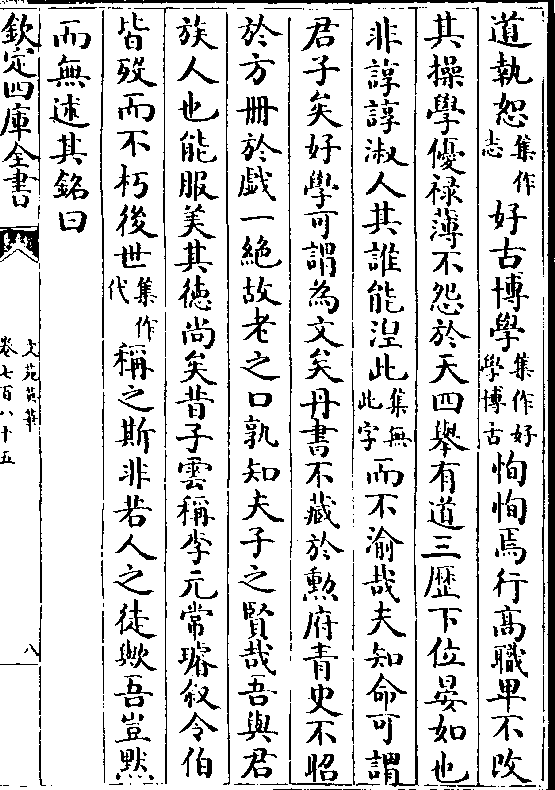 道執恕集作志好古博學集作好學博古恂恂焉行高職卑不改
其操學優禄薄不怨於天四舉有道三歴下位晏如也
非諄諄淑人其誰能涅此集無此字而不渝哉夫知命可謂
君子矣好學可謂為文矣丹書不藏於勲府青史不昭
於方冊於戯一絶故老之口孰知夫子之賢哉吾與君
族人也能服美其徳尚矣昔子雲稱李元常璩叙令伯
皆歿而不朽後世集作代稱之斯非若人之徒歟吾豈黙
而無述其銘曰
欽定四庫全書
文苑英華
卷七百八十五
八